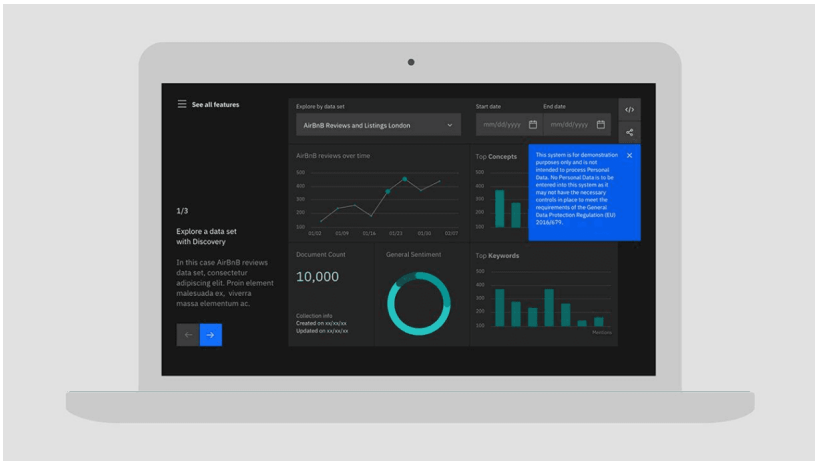 See all features
1/3
Explore a data set
with Discovery
In this case AirBnB reviews
data set, consectetur
adipiscing elit. Proin element
malesuada ex, viverra
massa elementum ac.
Explore by data set
AirBnB Reviews and Listings London
Start date
mm/dd/yyyy
End date
mm/dd/yyyy
</>
AirBnB reviews over time
500
400
300
200
100
01/02 01/09 01/16 01/23 01/30 02/07
Top Concepts
500
400
300
200
100
This system is for demonstration
purposes only and is not
intended to process Personal
Data. No Personal Data is to be
entered into this system as it
may not have the necessary
controls in place to meet the
requirements of the General
Data Protection Regulation (EU)
2016/679.
Document Count
10,000
Collection info
Created on xx/xx/xx
Updated on xx/xx/xx
General Sentiment
Top Keywords
500
400
300
200
100
Mentions